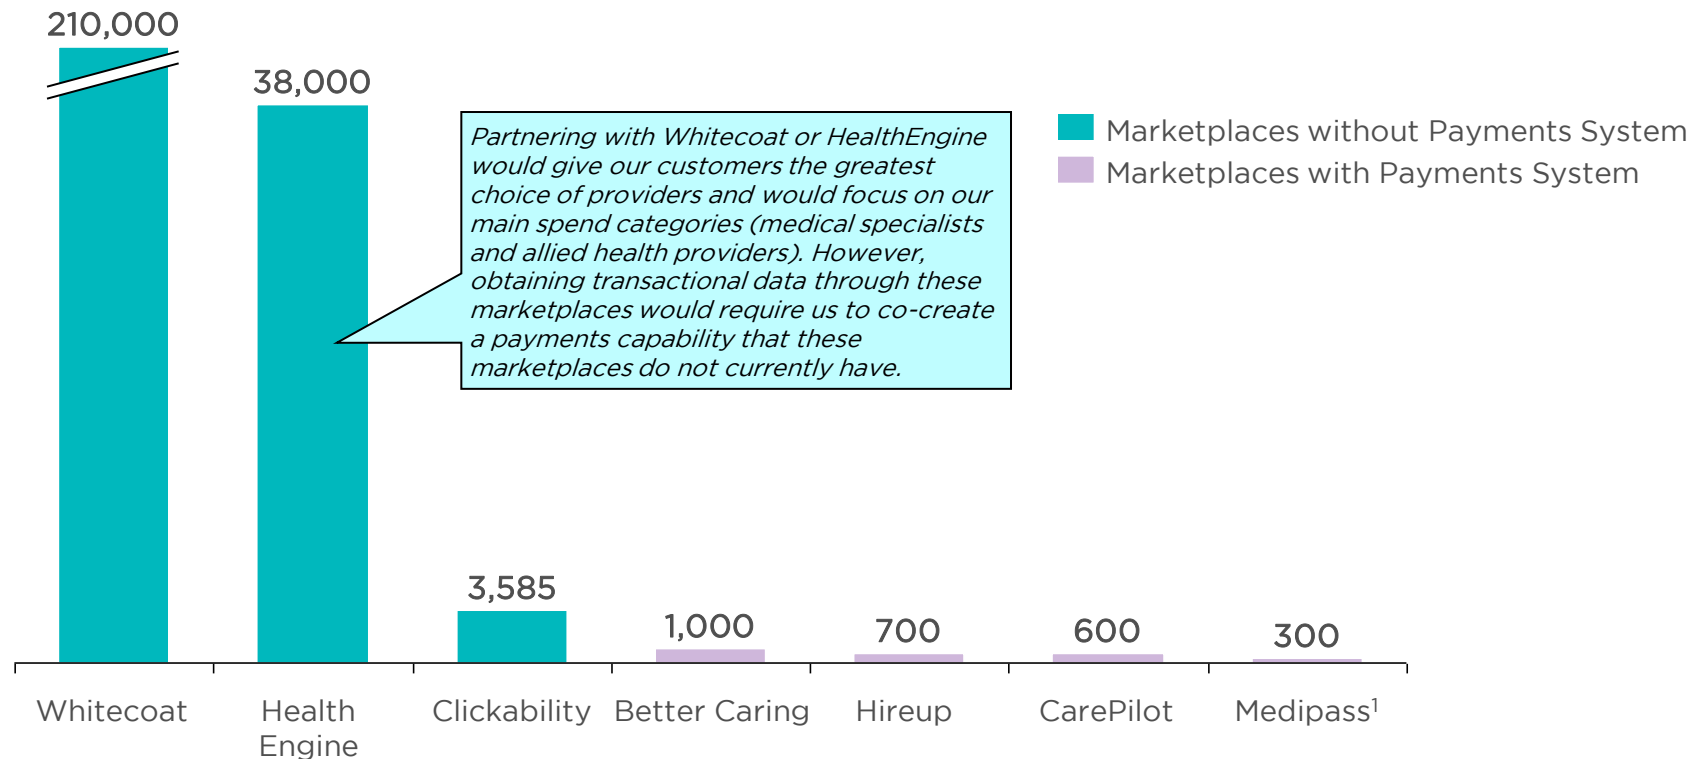 210,000
38,000
Partnering with Whitecoat or HealthEngine
would give our customers the greatest
choice of providers and would focus on our
main spend categories (medical specialists
and allied health providers). However,
obtaining transactional data through these
marketplaces would require us to co-create
a payments capability that these
marketplaces do not currently have.
Marketplaces without Payments System
Marketplaces with Payments System
3,585
1,000
700
600
300
Whitecoat
Health
Engine
Clickability
Better Caring
Hireup
CarePilot
Medipass¹